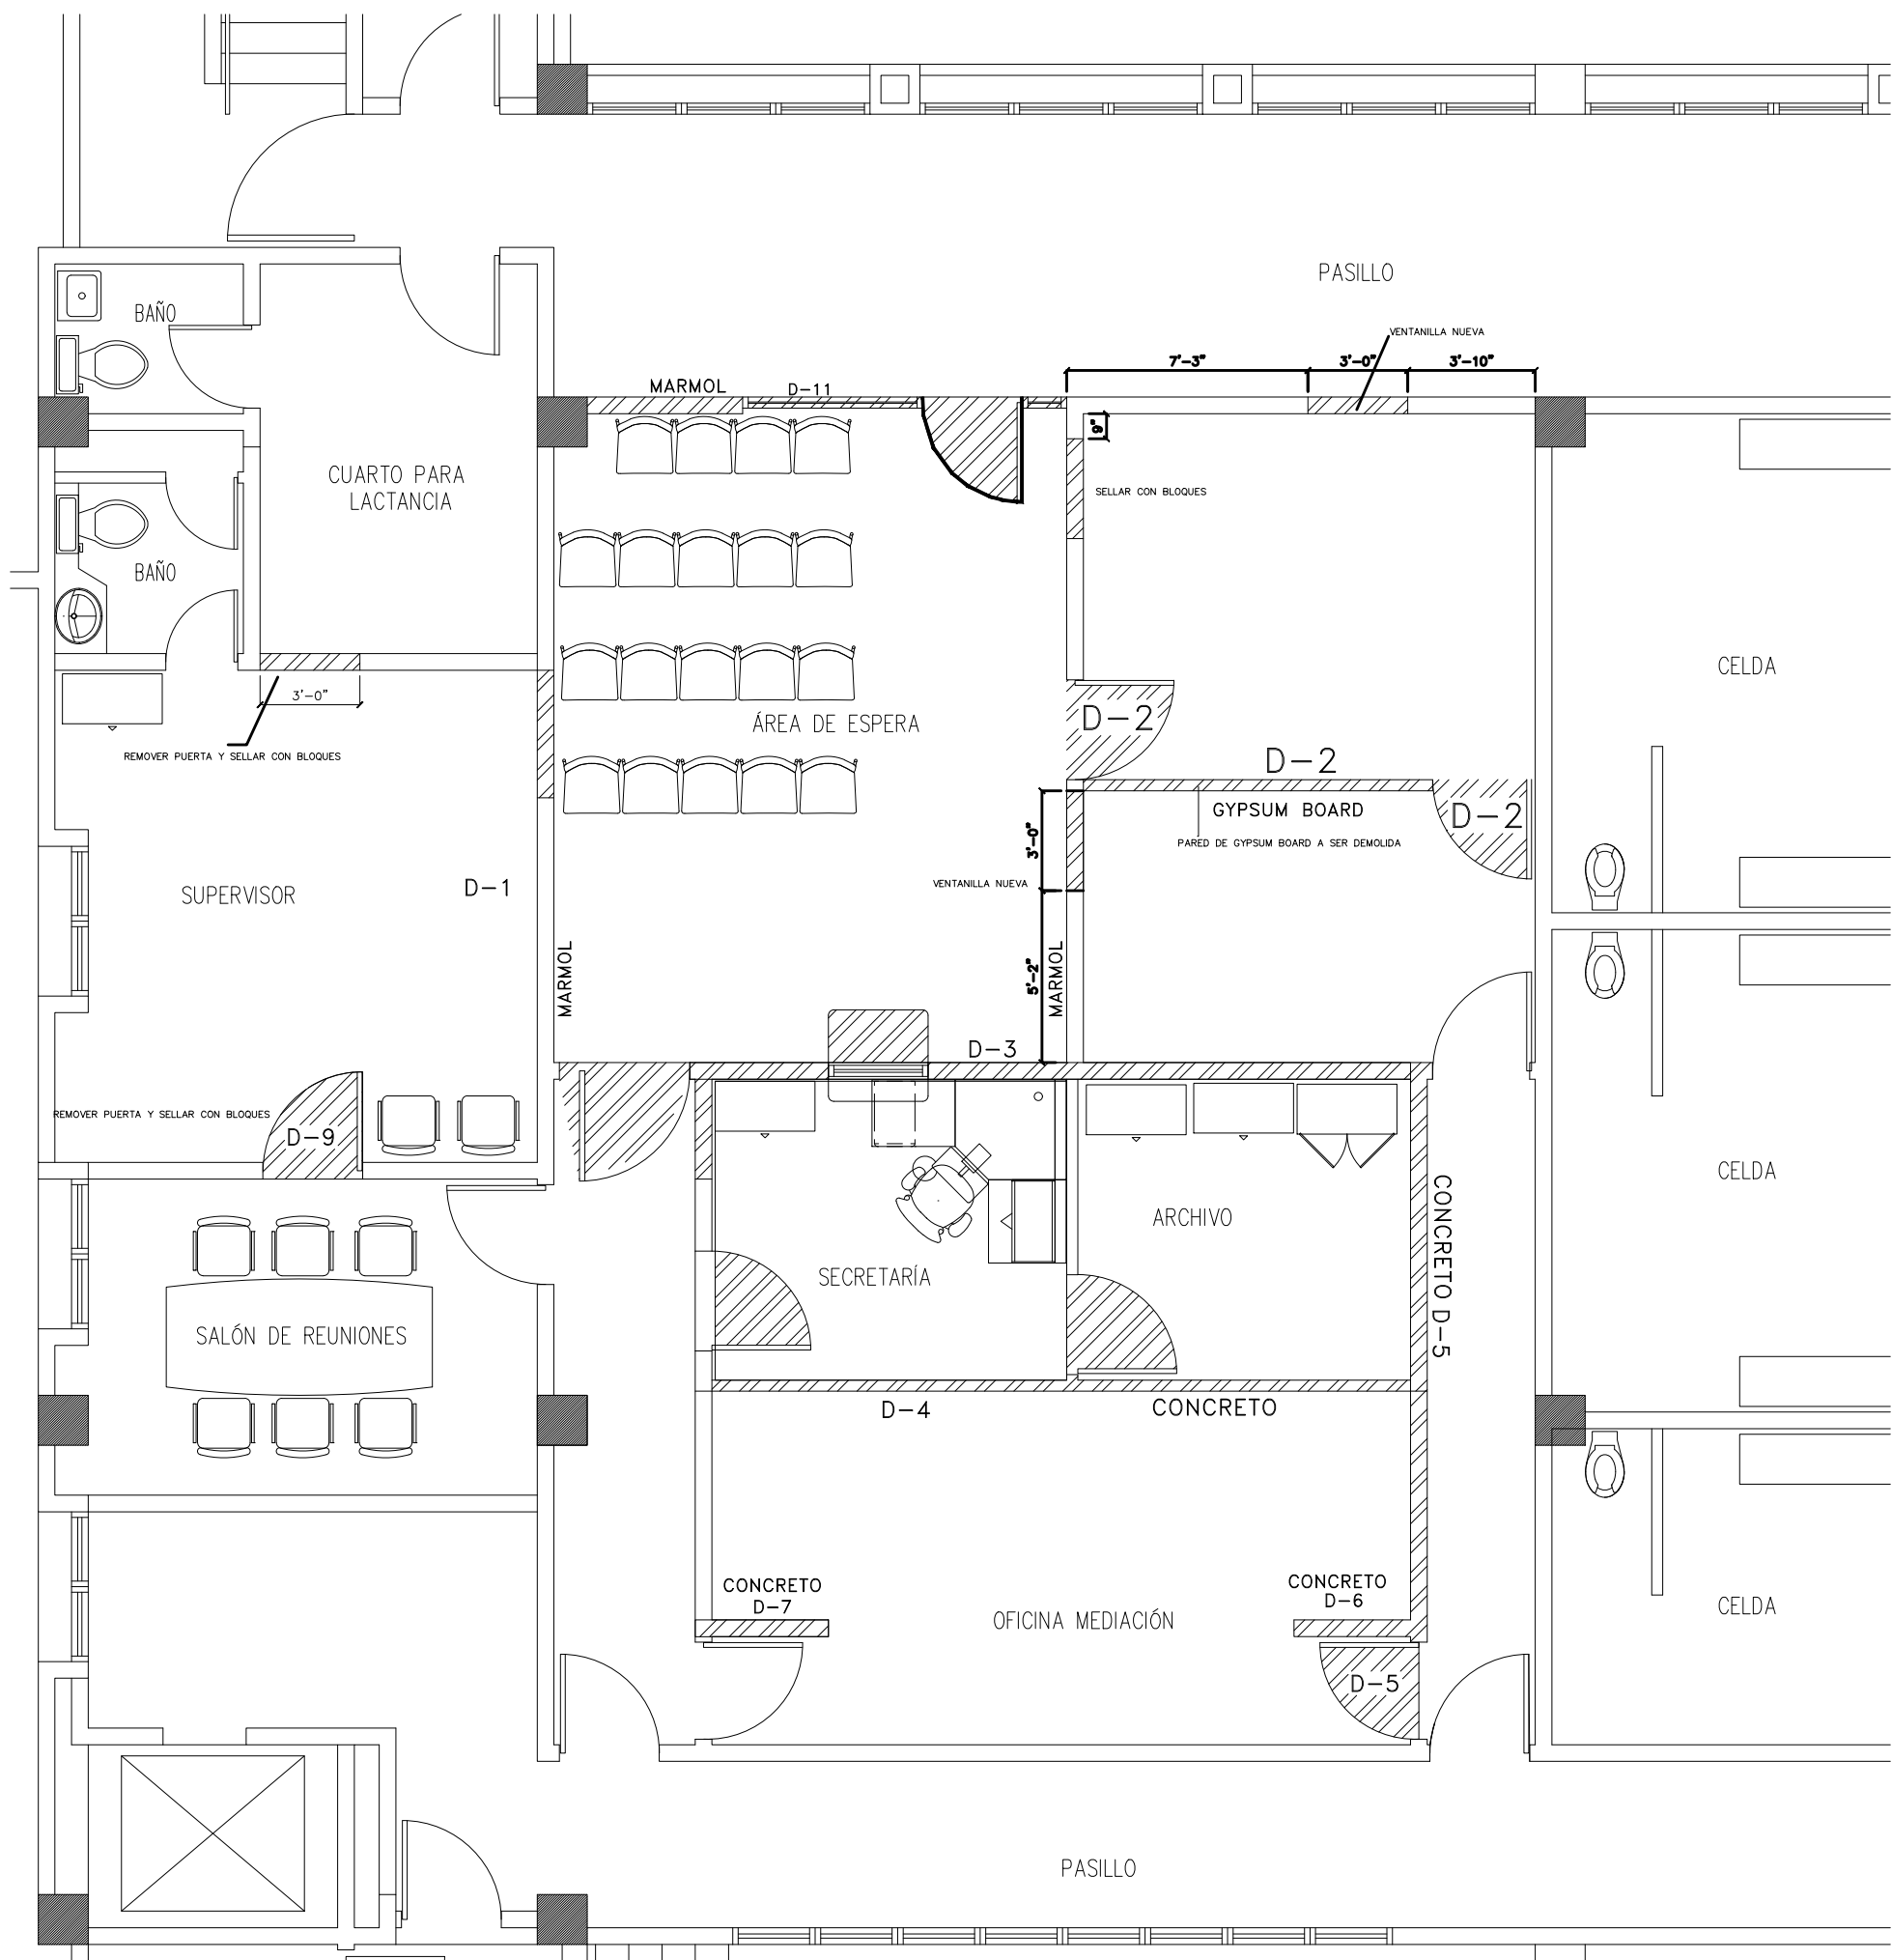 PASILLO
VENTANILLA NUEVA
7'-3"
3'-0"
3'-10"
BAÑO
MARMOL
D-11
9"
CUARTO PARA
LACTANCIA
SELLAR CON BLOQUES
BAÑO
CELDA
3'-0"
ÁREA DE ESPERA
D-2
REMOVER PUERTA Y SELLAR CON BLOQUES
D-2
GYPSUM BOARD
D-2
PARED DE GYPSUM BOARD A SER DEMOLIDA
3'-0"
VENTANILLA NUEVA
SUPERVISOR
D-1
MARMOL
5'-2"
MARMOL
D-3
REMOVER PUERTA Y SELLAR CON BLOQUES
D-9
CELDA
ARCHIVO
CONCRETO D-5
SECRETARÍA
SALÓN DE REUNIONES
D-4
CONCRETO
CONCRETO
D-7
CONCRETO
D-6
OFICINA MEDIACIÓN
CELDA
D-5
PASILLO